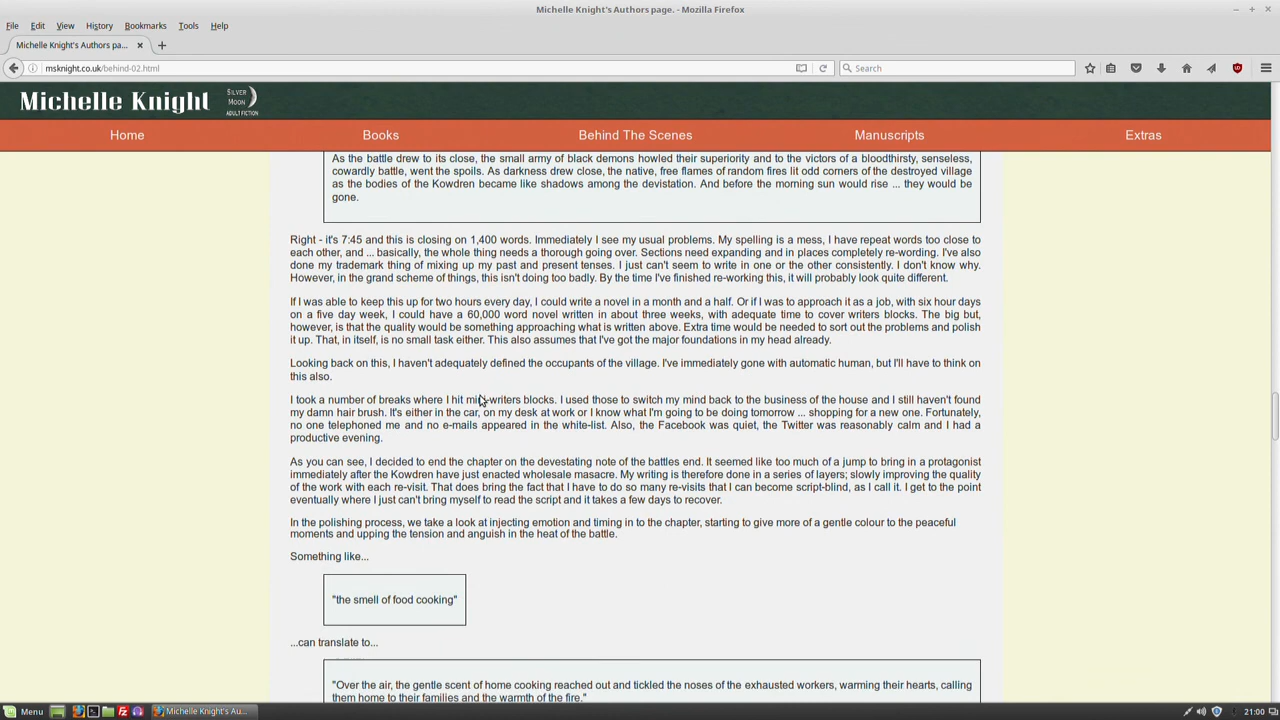 Michelle Knight's Authors page. - Mozilla Firefox
File Edit View History Bookmarks Tools Help
Michelle Knight's Authors pa...
msknight.co.uk/behind-02.html
Search
Michelle Knight
SILVER
MOON
ADULT FICTION
Home Books Behind The Scenes Manuscripts Extras
As the battle drew to its close, the small army of black demons howled their superiority and to the victors of a bloodthirsty, senseless,
cowardly battle, went the spoils. As darkness drew close, the native, free flames of random fires lit odd corners of the destroyed village
as the bodies of the Kowdren became like shadows among the devistation. And before the morning sun would rise ... they would be
gone.
Right - it's 7:45 and this is closing on 1,400 words. Immediately I see my usual problems. My spelling is a mess, I have repeat words too close to
each other, and ... basically, the whole thing needs a thorough going over. Sections need expanding and in places completely re-wording. I've also
done my trademark thing of mixing up my past and present tenses. I just can't seem to write in one or the other consistently. I don't know why.
However, in the grand scheme of things, this isn't doing too badly. By the time I've finished re-working this, it will probably look quite different.
If I was able to keep this up for two hours every day, I could write a novel in a month and a half. Or if I was to approach it as a job, with six hour days
on a five day week, I could have a 60,000 word novel written in about three weeks, with adequate time to cover writers blocks. The big but,
however, is that the quality would be something approaching what is written above. Extra time would be needed to sort out the problems and polish
it up. That, in itself, is no small task either. This also assumes that I've got the major foundations in my head already.
Looking back on this, I haven't adequately defined the occupants of the village. I've immediately gone with automatic human, but I'll have to think on
this also.
I took a number of breaks where I hit mini-writers blocks. I used those to switch my mind back to the business of the house and I still haven't found
my damn hair brush. It's either in the car, on my desk at work or I know what I'm going to be doing tomorrow ... shopping for a new one. Fortunately,
no one telephoned me and no e-mails appeared in the white-list. Also, the Facebook was quiet, the Twitter was reasonably calm and I had a
productive evening.
As you can see, I decided to end the chapter on the devestating note of the battles end. It seemed like too much of a jump to bring in a protagonist
immediately after the Kowdren have just enacted wholesale masacre. My writing is therefore done in a series of layers; slowly improving the quality
of the work with each re-visit. That does bring the fact that I have to do so many re-visits that I can become script-blind, as I call it. I get to the point
eventually where I just can't bring myself to read the script and it takes a few days to recover.
In the polishing process, we take a look at injecting emotion and timing in to the chapter, starting to give more of a gentle colour to the peaceful
moments and upping the tension and anguish in the heat of the battle.
Something like...
"the smell of food cooking"
...can translate to...
"Over the air, the gentle scent of home cooking reached out and tickled the noses of the exhausted workers, warming their hearts, calling
them home to their families and the warmth of the fire."
Menu Michelle Knight's Au... 21:00